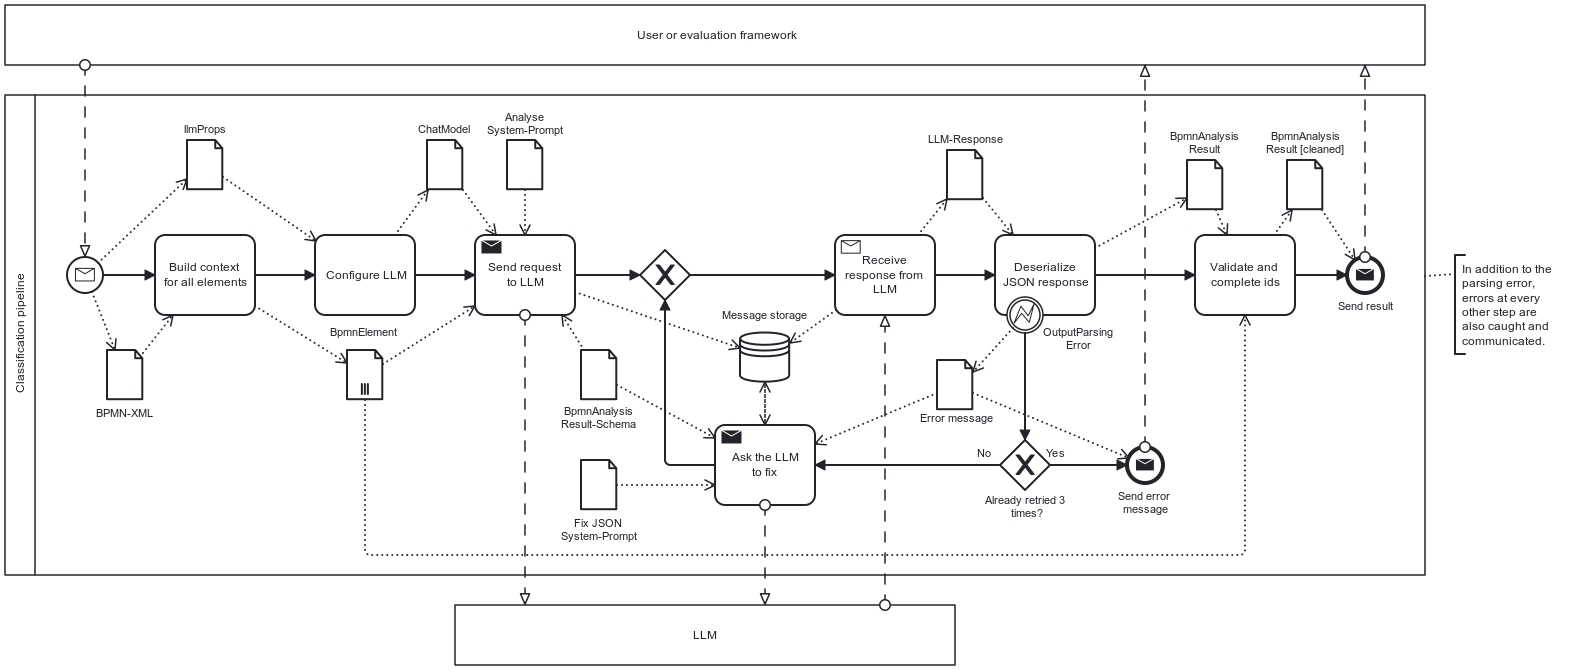 User or evaluation framework
Classification pipeline
llmProps
ChatModel
Analyse
System-Prompt
LLM-Response
BpmnAnalysis
Result
BpmnAnalysis
Result [cleaned]
Build context
for all elements
Configure LLM
Send request
to LLM
Receive
response from
LLM
Deserialize
JSON response
Validate and
complete ids
Send result
In addition to the
parsing error,
errors at every
other step are
also caught and
communicated.
BPMN-XML
BpmnElement
Message storage
OutputParsing
Error
BpmnAnalysis
Result-Schema
Error message
Ask the LLM
to fix
No
Yes
Already retried 3
times?
Send error
message
Fix JSON
System-Prompt
LLM